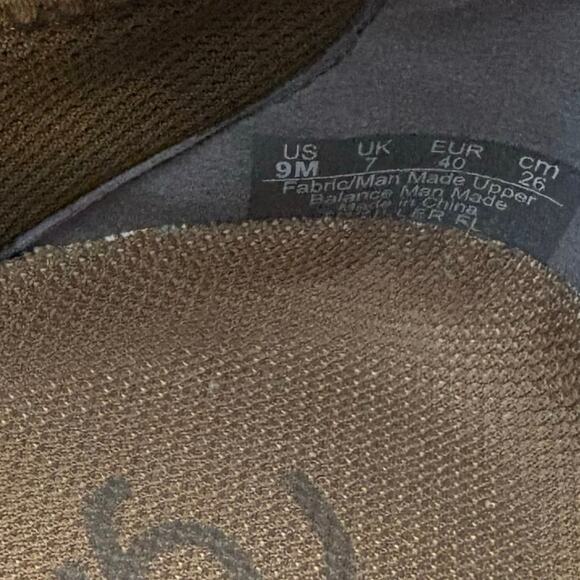 US UK EUR cm
9M 7 40 26
Fabric/Man Made Upper
Balance Man Made
Made in China